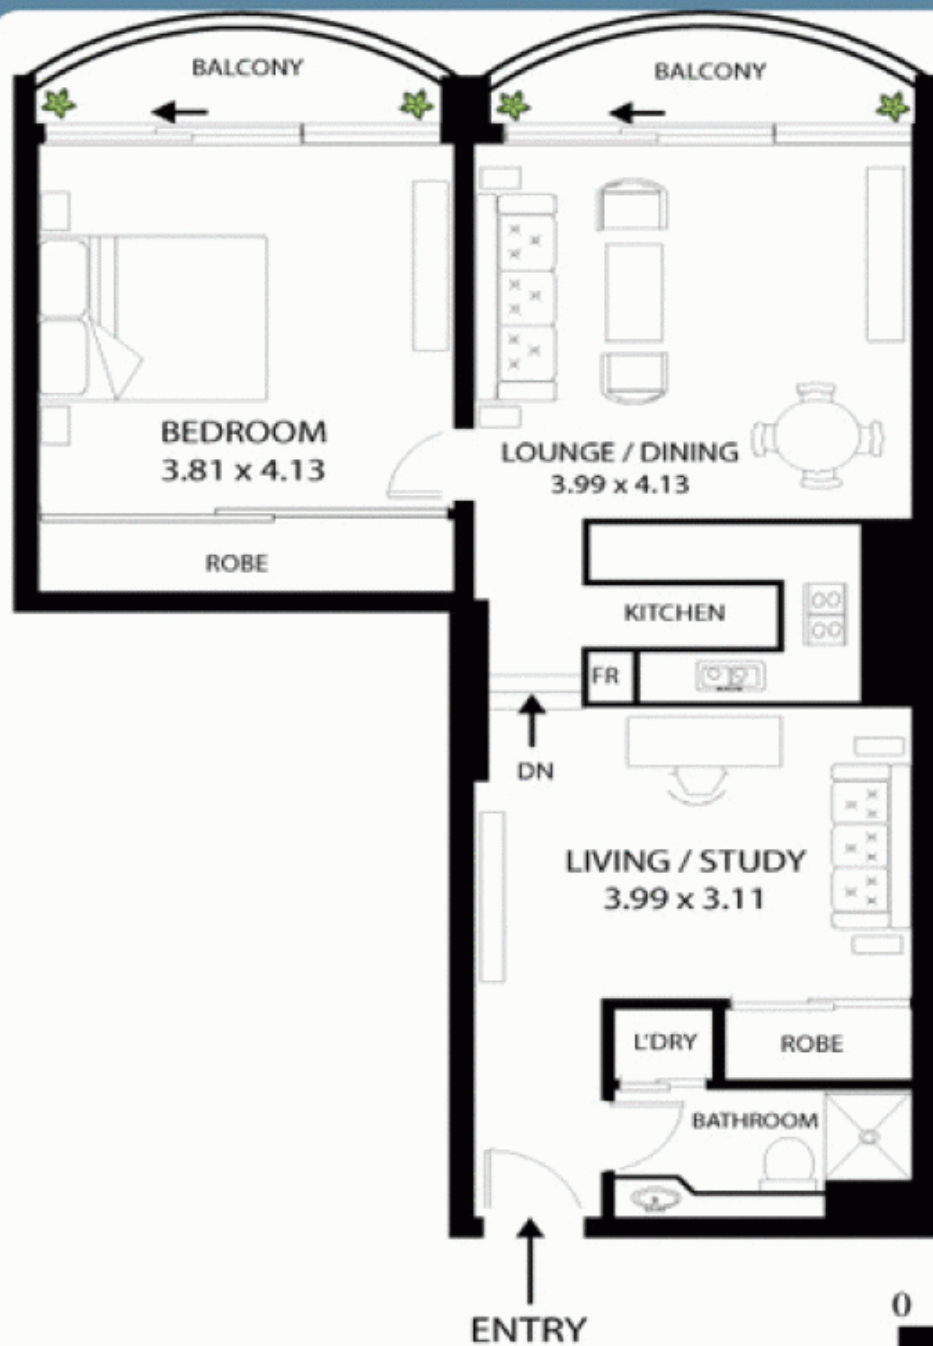 BALCONY
BALCONY
BEDROOM
3.81 x 4.13
LOUNGE / DINING
3.99 x 4.13
ROBE
KITCHEN
FR
DN
LIVING / STUDY
3.99 x 3.11
L'DRY
ROBE
BATHROOM
ENTRY
0